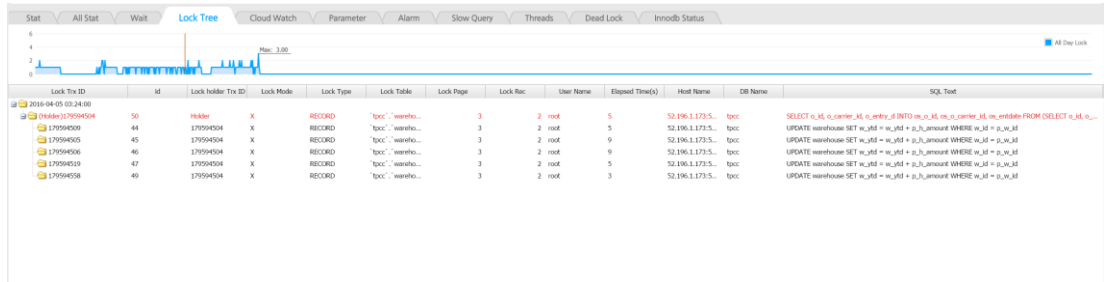 Stat All Stat Wait Lock Tree Cloud Watch Parameter Alarm Slow Query Threads Dead Lock Innodb Status
6
4
2
0
Max: 3.00
All Day Lock
Lock Trx ID Id Lock holder Trx ID Lock Mode Lock Type Lock Table Lock Page Lock Rec User Name Elapsed Time(s) Host Name DB Name SQL Text
2016-04-05 03:24:00
(Holder)179594504 50 Holder X RECORD `tpcc`.`wareho... 3 2 root 5 52.196.1.173:5... tpcc SELECT o_id, o_carrier_id, o_entry_d INTO os_o_id, os_o_carrier_id, os_entdate FROM (SELECT o_id, o_...
179594509 44 179594504 X RECORD `tpcc`.`wareho... 3 2 root 5 52.196.1.173:5... tpcc UPDATE warehouse SET w_ytd = w_ytd + p_h_amount WHERE w_id = p_w_id
179594505 45 179594504 X RECORD `tpcc`.`wareho... 3 2 root 9 52.196.1.173:5... tpcc UPDATE warehouse SET w_ytd = w_ytd + p_h_amount WHERE w_id = p_w_id
179594506 46 179594504 X RECORD `tpcc`.`wareho... 3 2 root 9 52.196.1.173:5... tpcc UPDATE warehouse SET w_ytd = w_ytd + p_h_amount WHERE w_id = p_w_id
179594519 47 179594504 X RECORD `tpcc`.`wareho... 3 2 root 5 52.196.1.173:5... tpcc UPDATE warehouse SET w_ytd = w_ytd + p_h_amount WHERE w_id = p_w_id
179594558 49 179594504 X RECORD `tpcc`.`wareho... 3 2 root 3 52.196.1.173:5... tpcc UPDATE warehouse SET w_ytd = w_ytd + p_h_amount WHERE w_id = p_w_id